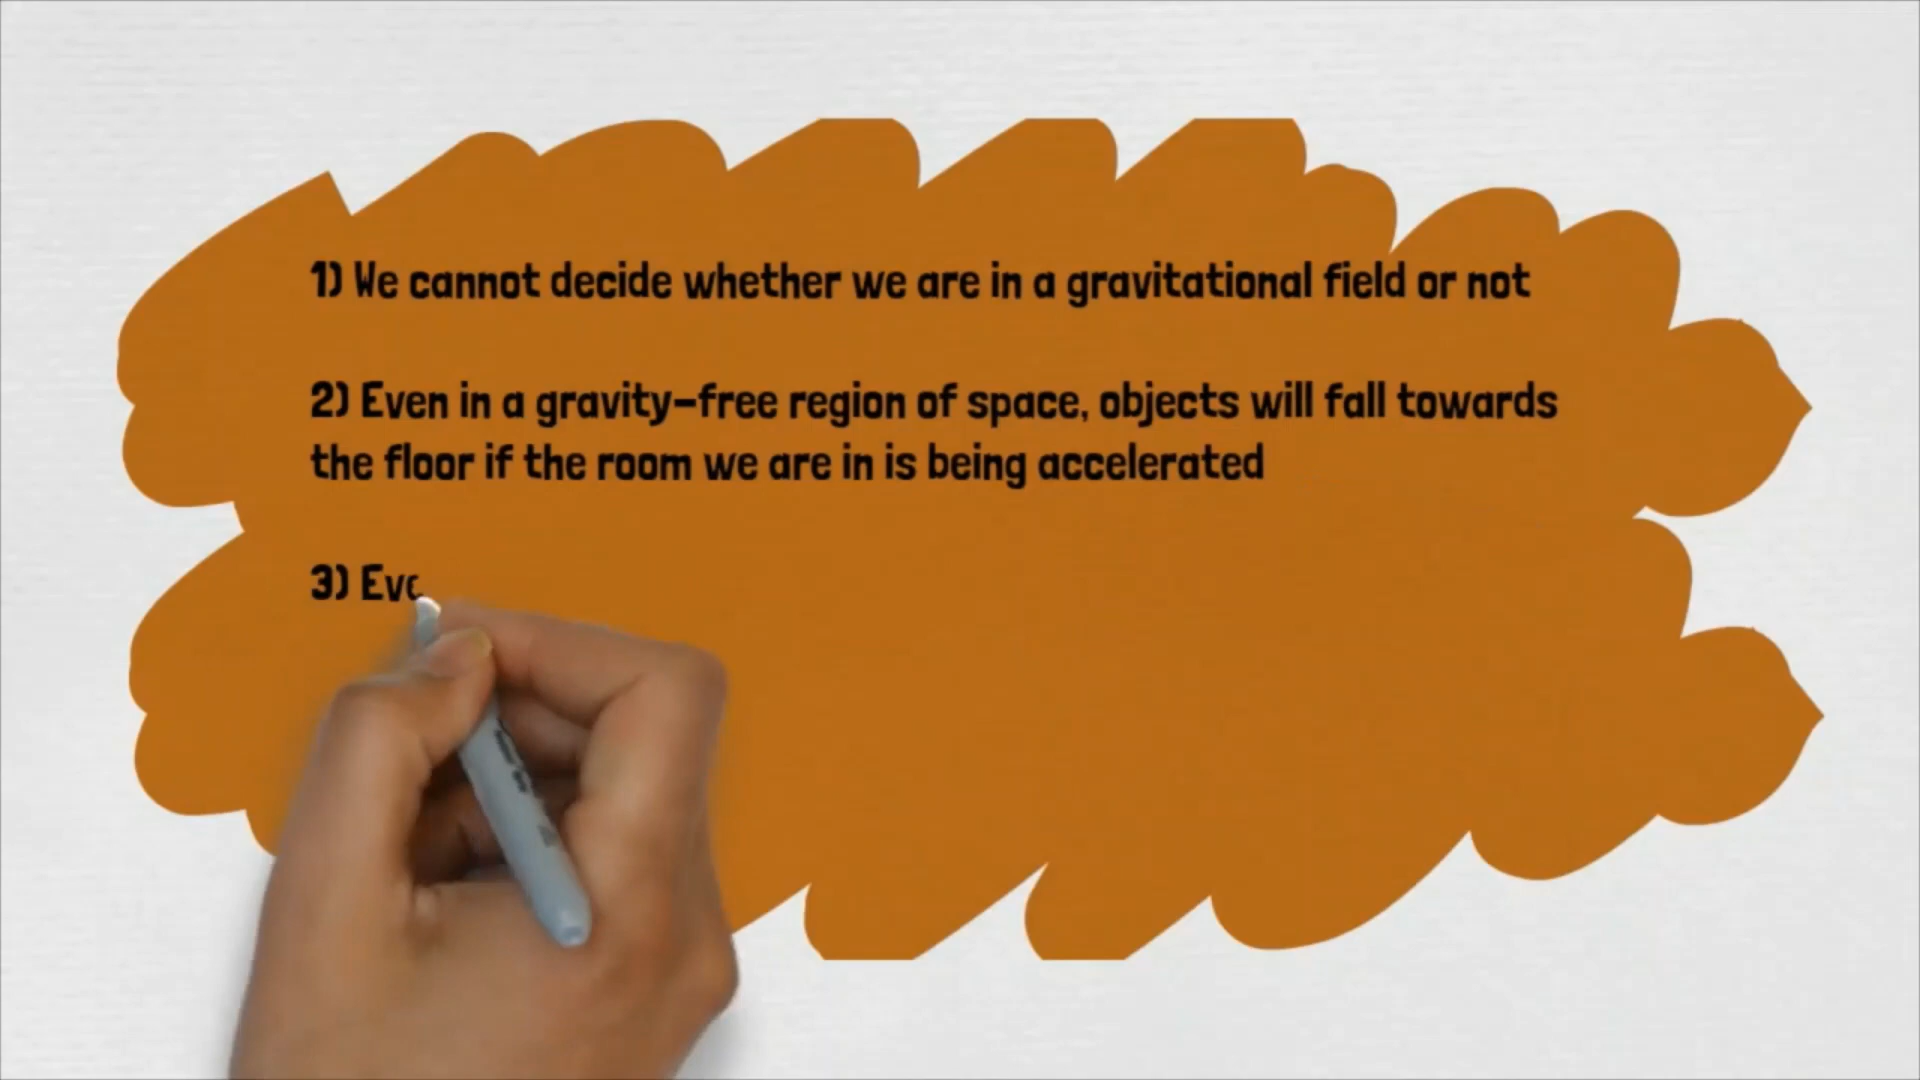 1) We cannot decide whether we are in a gravitational field or not
2) Even in a gravity-free region of space, objects will fall towards
the floor if the room we are in is being accelerated
3)